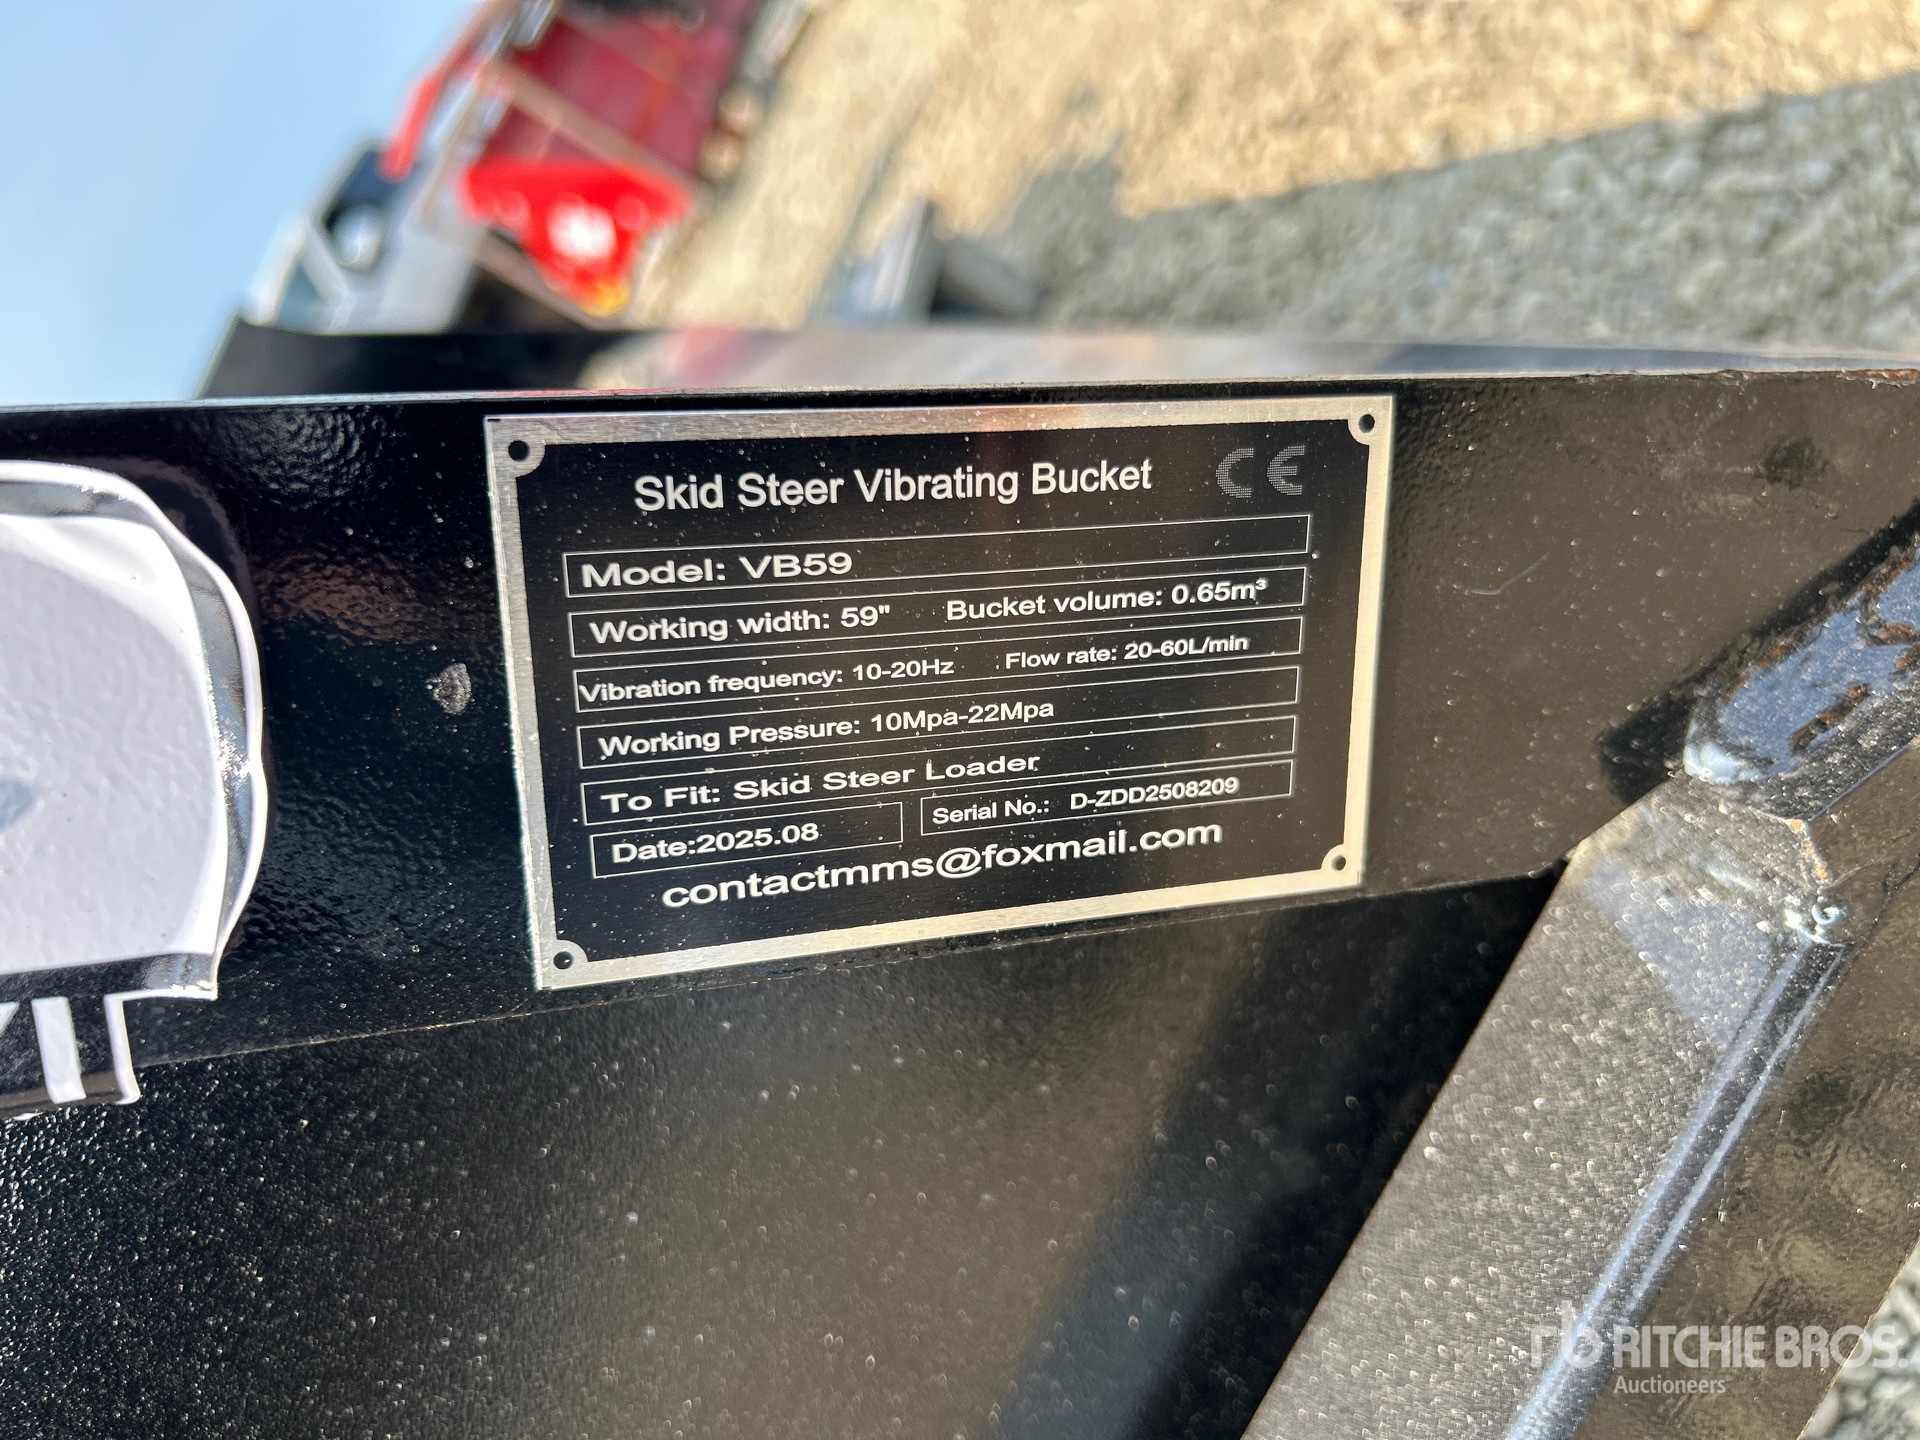 Skid Steer Vibrating Bucket CE
Model: VB59
Working width: 59" Bucket volume: 0.65m³
Vibration frequency: 10-20Hz Flow rate: 20-60L/min
Working Pressure: 10Mpa-22Mpa
To Fit: Skid Steer Loader
Date:2025.08 Serial No.: D-ZDD2508209
contactmms@foxmail.com
rb RITCHIE BROS.
Auctioneers